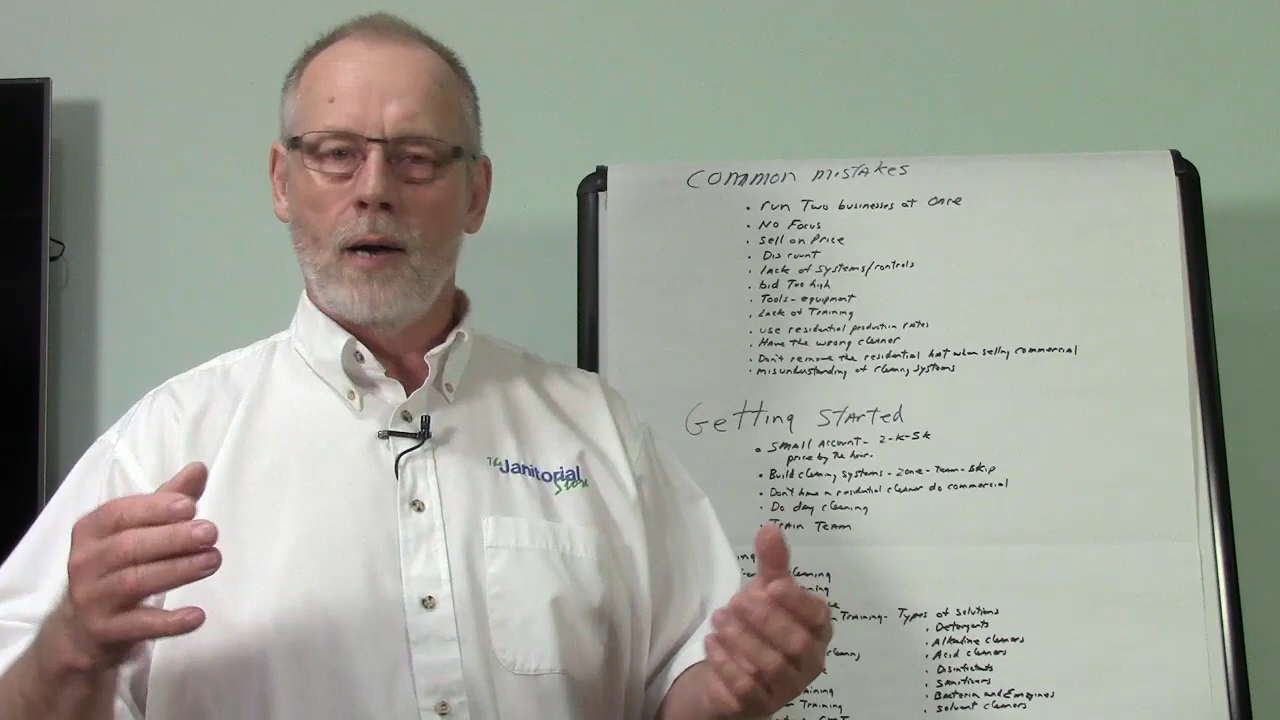 Common mistakes
• run Two businesses at Once
• No Focus
• Sell on Price
• Discount
• lack of systems/controls
• bid Too high
• Tools - equipment
• Lack of Training
• use residential production rates
• Have the wrong cleaner
• Don't remove the residential hat when selling commercial
• misunderstanding of cleaning systems
Getting Started
• SMALL Account - 2-k-5k
price by the hour.
• Build cleaning systems - zone - Team - skip
• Don't have a residential cleaner do commercial
• Do day cleaning
• TRAIN TEAM
The
Janitorial
Store
cleaning
Training - Types of solutions
• Detergents
• Alkaline cleaners
• Acid cleaners
• Disinfectants
• Sanitizers
• Bacteria and Enzymes
• Solvent cleaners
Training